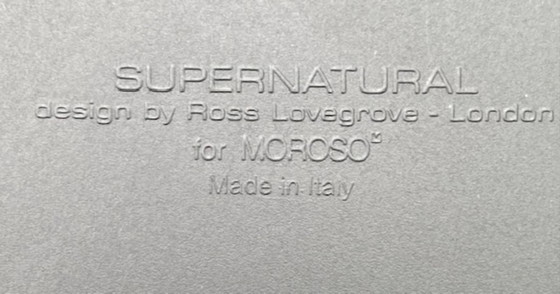 SUPERNATURAL
design by Ross Lovegrove - London
for MOROSO
Made in Italy